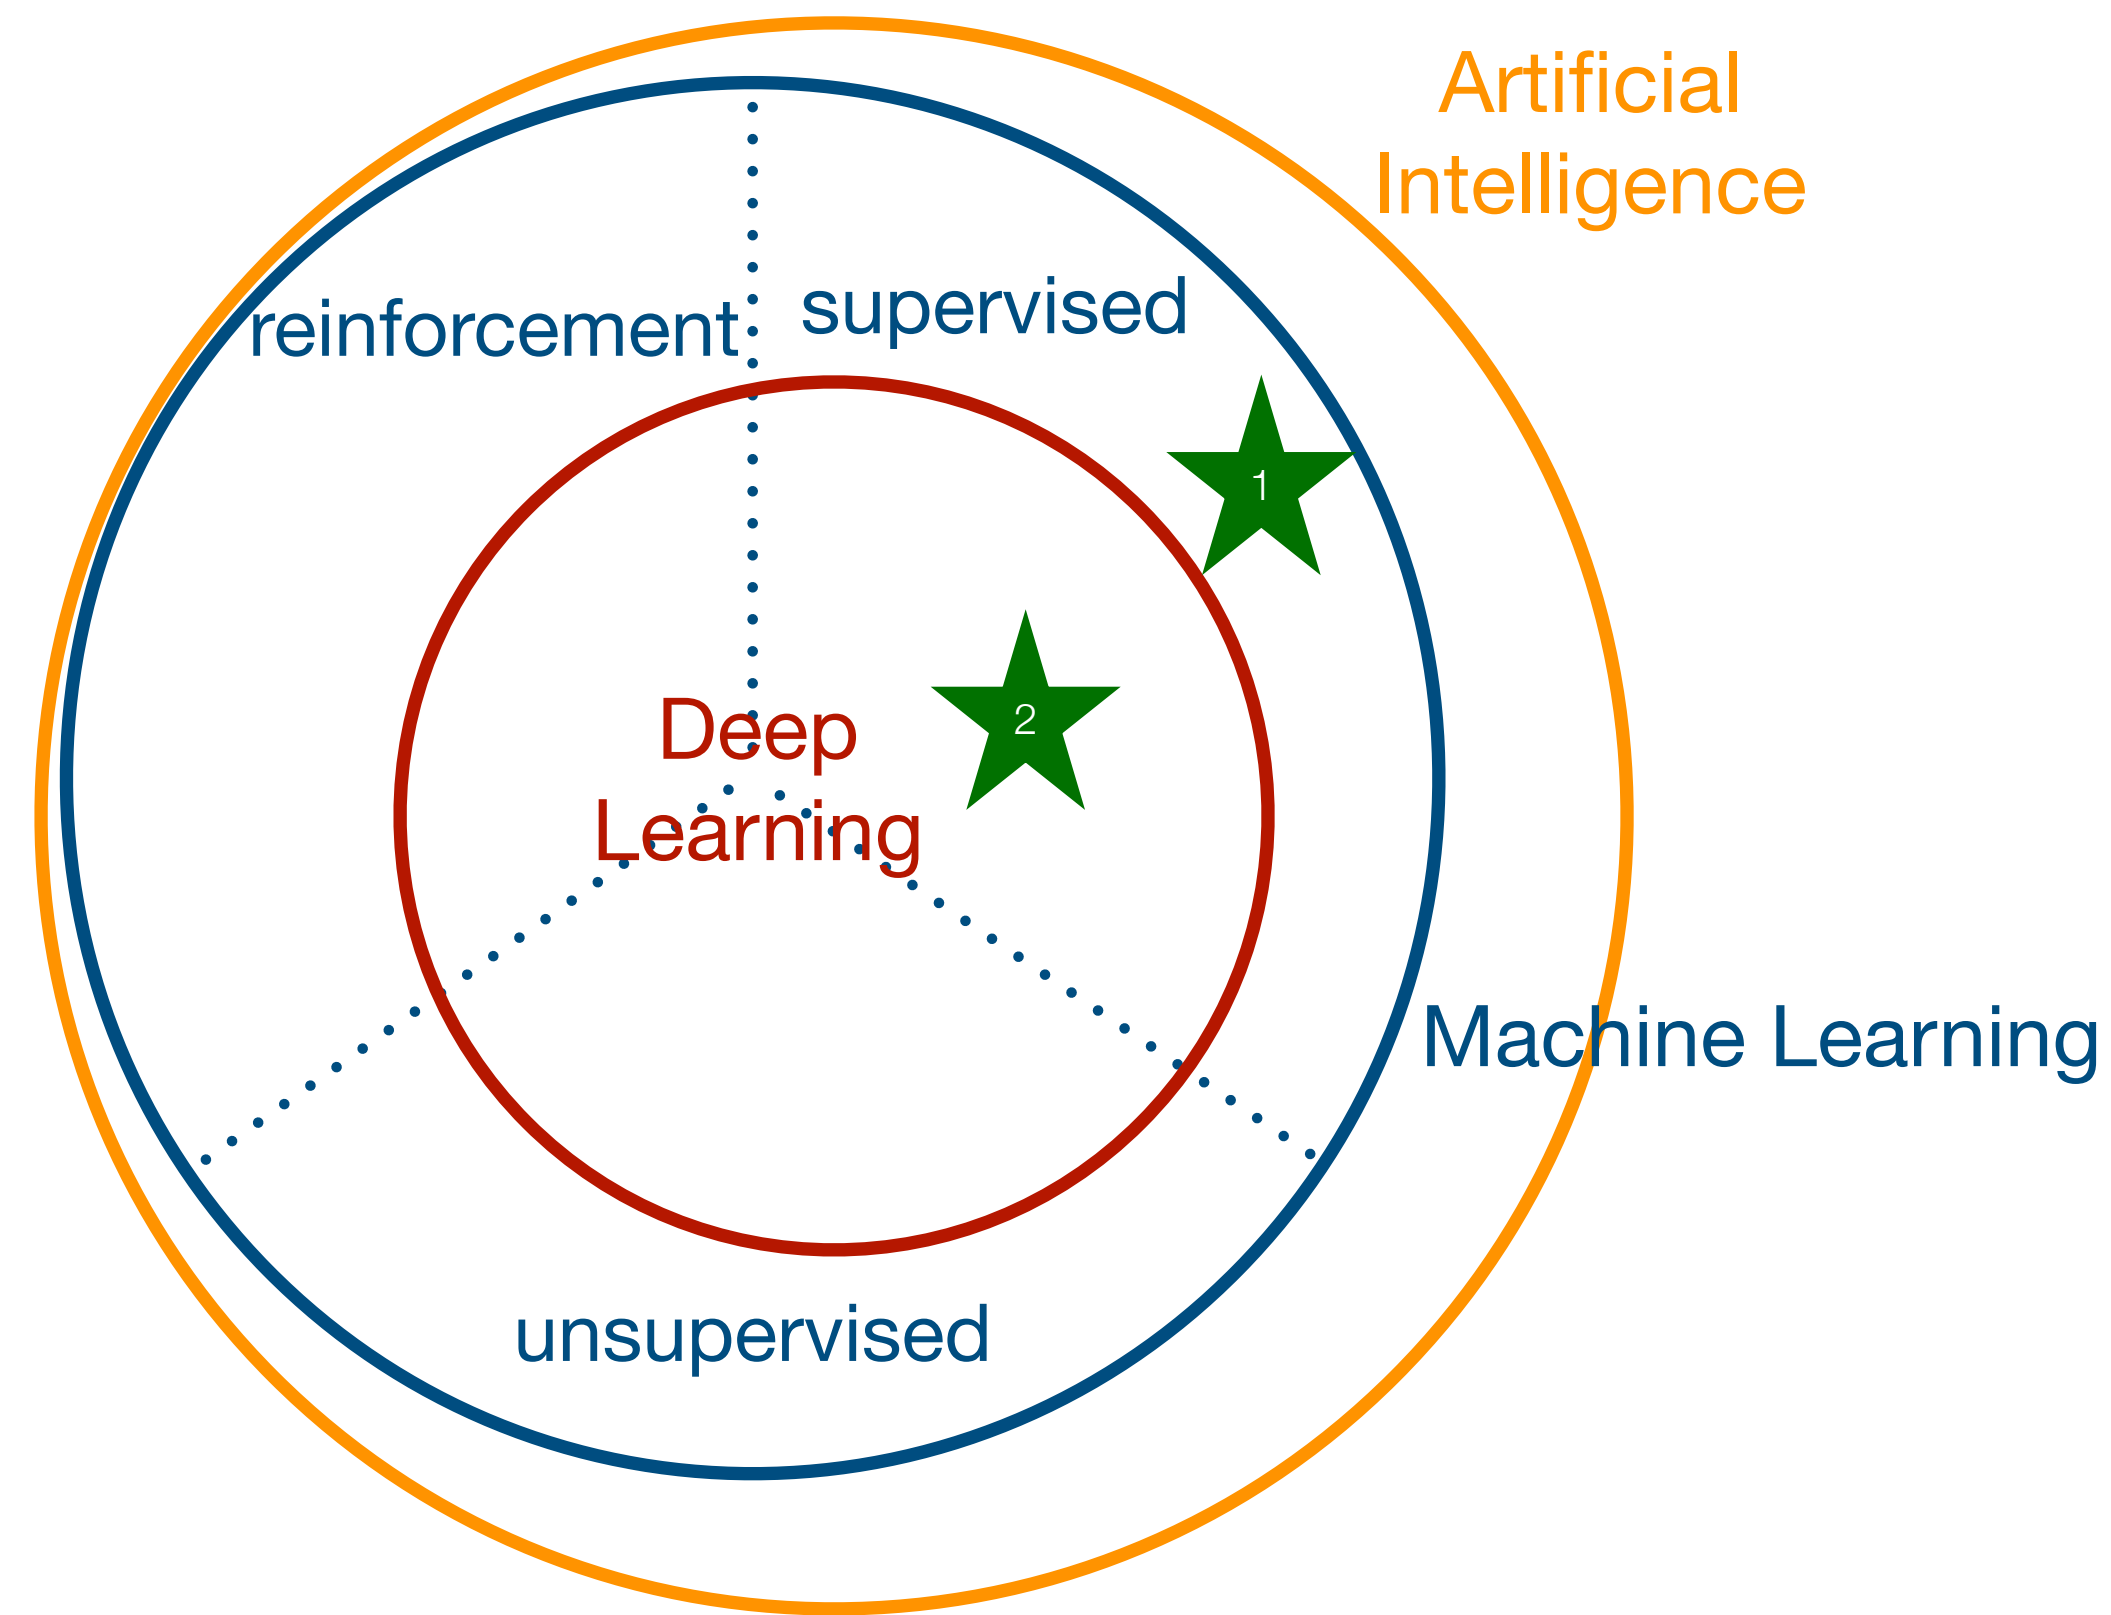 Artificial
Intelligence
reinforcement
supervised
1
2
Deep
Learning
Machine Learning
unsupervised